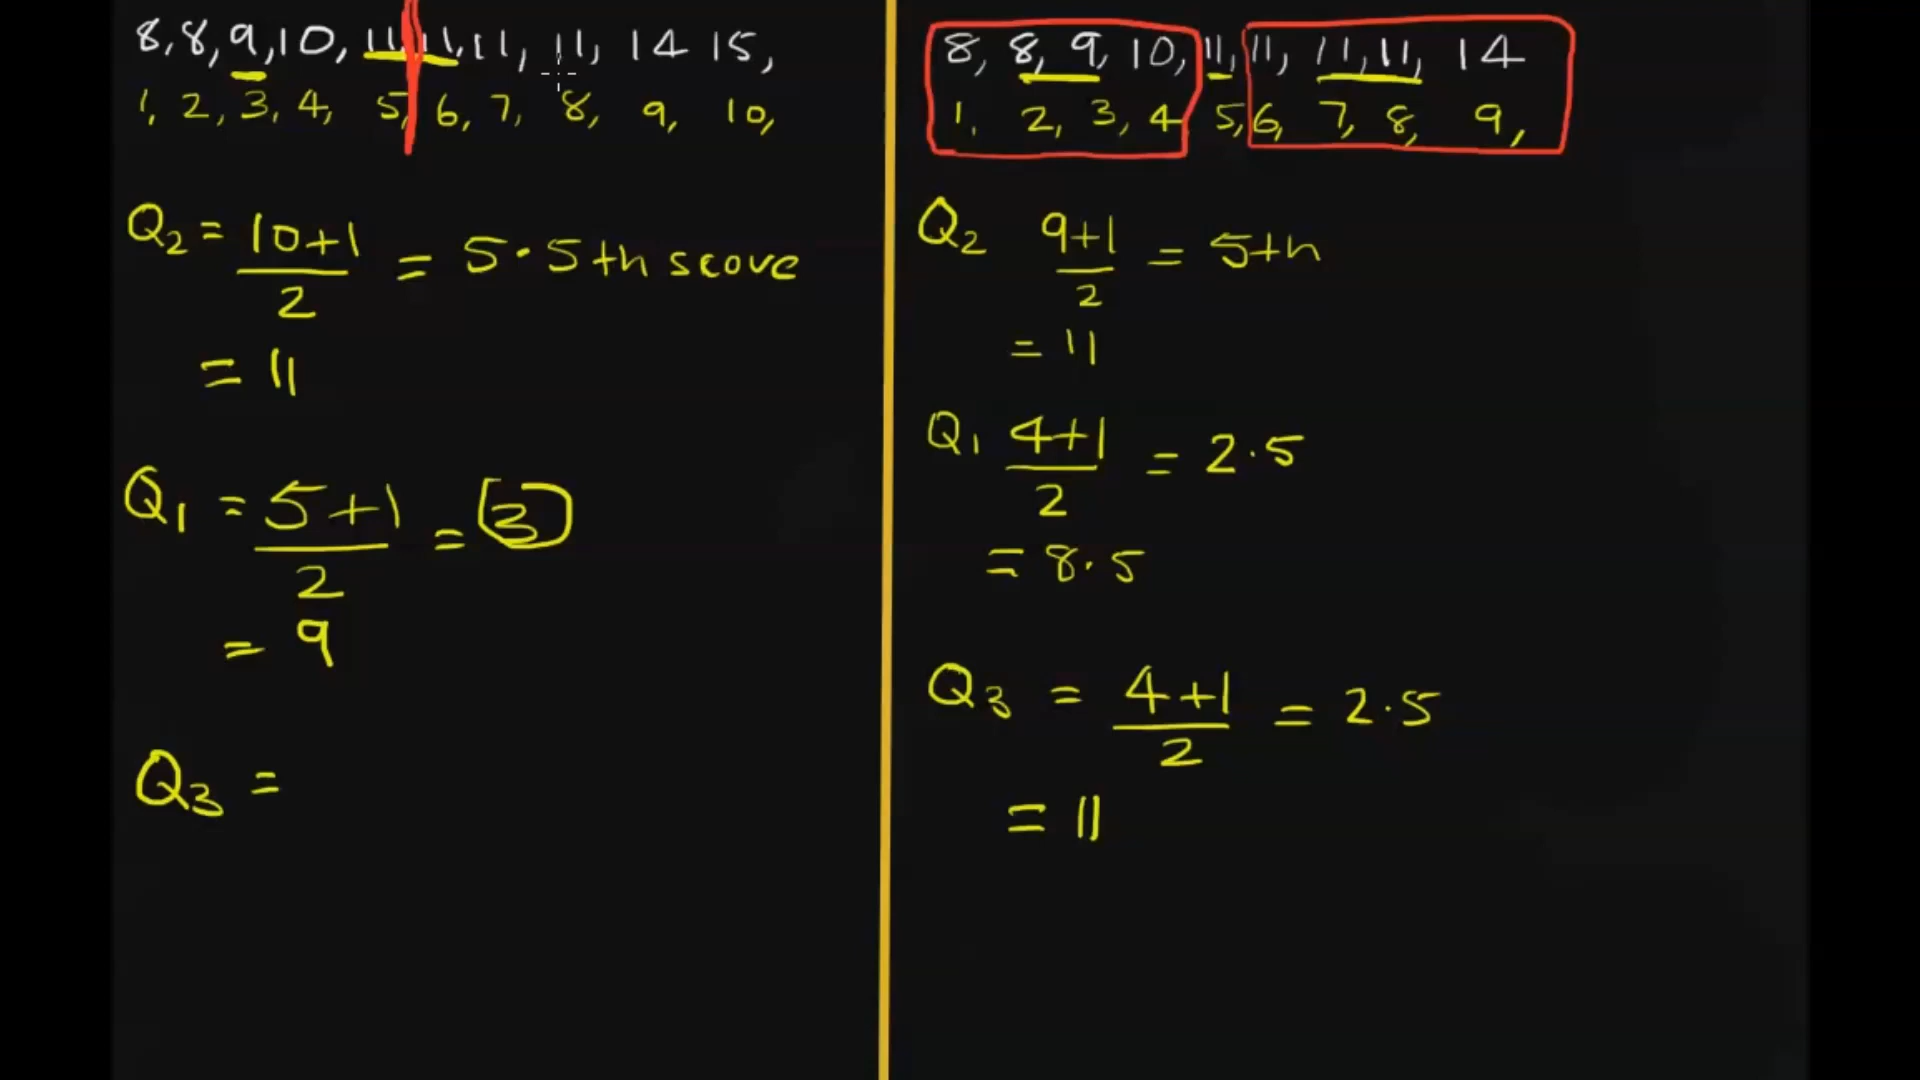 8, 8, 9, 10, 11, 11, 11, 11, 14 15,
1, 2, 3, 4, 5, 6, 7, 8, 9, 10,
Q2 = 10+1 / 2 = 5.5th score
= 11
Q1 = 5+1 / 2 = 3
= 9
Q3 =
8, 8, 9, 10, 11, 11, 11, 11, 14
1, 2, 3, 4 5, 6, 7, 8, 9,
Q2 9+1 / 2 = 5th
= 11
Q1 4+1 / 2 = 2.5
= 8.5
Q3 = 4+1 / 2 = 2.5
= 11